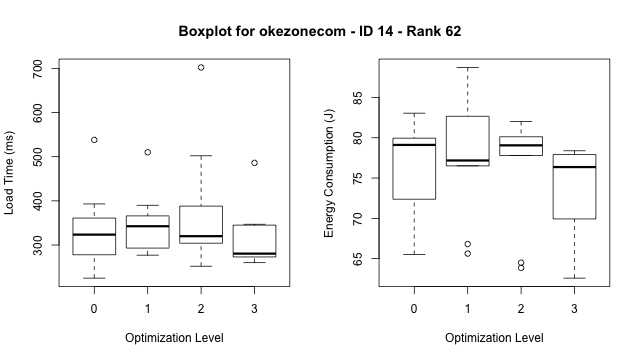 Boxplot for okezonecom - ID 14 - Rank 62
Load Time (ms)
700
600
500
400
300
0 1 2 3
Optimization Level
Energy Consumption (J)
85
80
75
70
65
0 1 2 3
Optimization Level